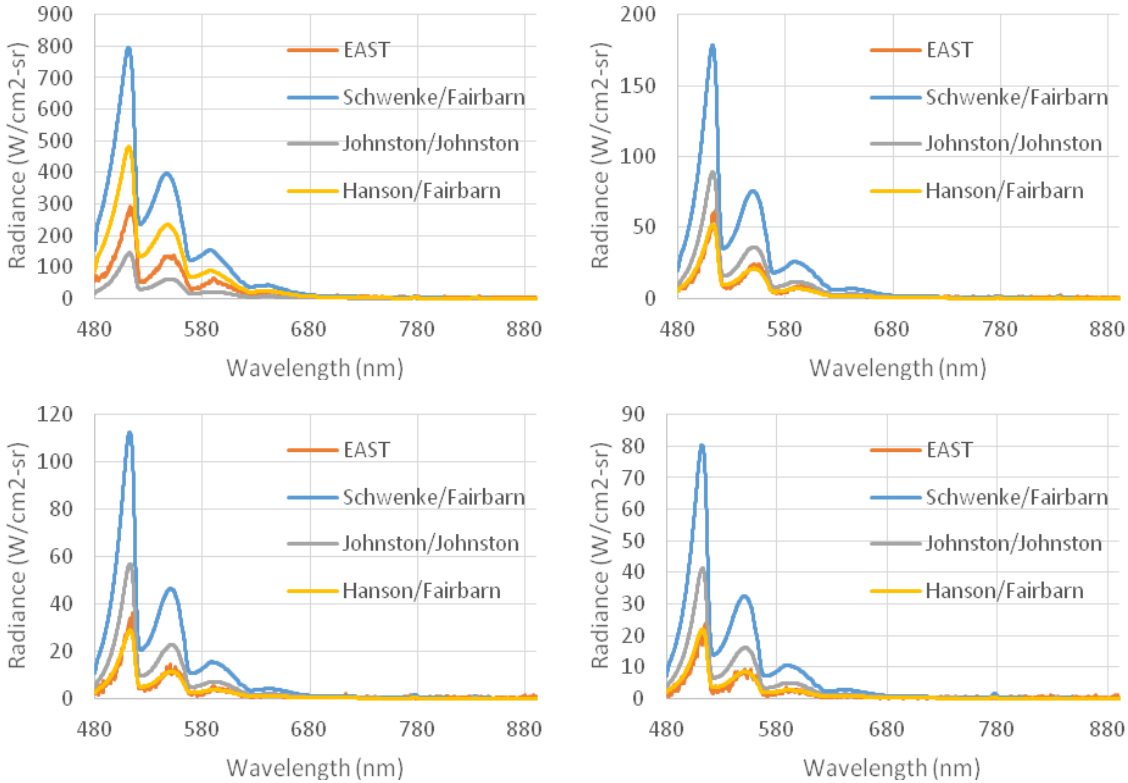 900
800
700
600
500
400
300
200
100
0
Radiance (W/cm2-sr)
EAST
Schwenke/Fairbarn
Johnston/Johnston
Hanson/Fairbarn
480 580 680 780 880
Wavelength (nm)
200
150
100
50
0
Radiance (W/cm2-sr)
EAST
Schwenke/Fairbarn
Johnston/Johnston
Hanson/Fairbarn
480 580 680 780 880
Wavelength (nm)
120
100
80
60
40
20
0
Radiance (W/cm2-sr)
EAST
Schwenke/Fairbarn
Johnston/Johnston
Hanson/Fairbarn
480 580 680 780 880
Wavelength (nm)
90
80
70
60
50
40
30
20
10
0
Radiance (W/cm2-sr)
EAST
Schwenke/Fairbarn
Johnston/Johnston
Hanson/Fairbarn
480 580 680 780 880
Wavelength (nm)